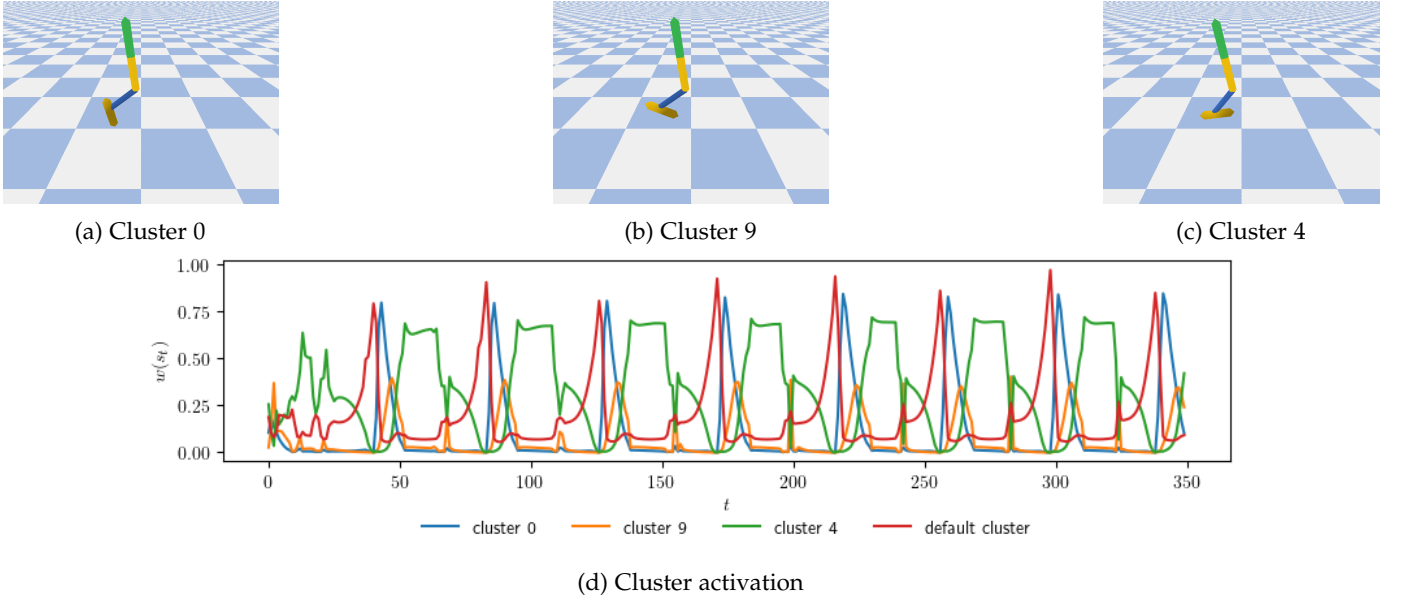 (a) Cluster 0
(b) Cluster 9
(c) Cluster 4
1.00
0.75
0.50
0.25
0.00
w(s_t)
0 50 100 150 200 250 300 350
t
cluster 0 cluster 9 cluster 4 default cluster
(d) Cluster activation